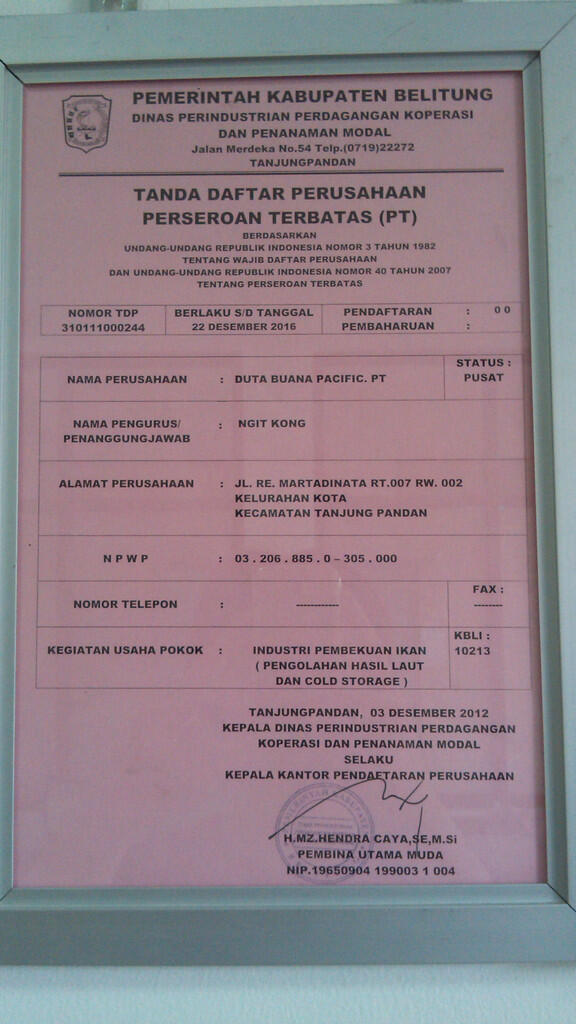 PEMERINTAH KABUPATEN BELITUNG
DINAS PERINDUSTRIAN PERDAGANGAN KOPERASI
DAN PENANAMAN MODAL
Jalan Merdeka No.54 Telp.(0719)22272
TANJUNGPANDAN
TANDA DAFTAR PERUSAHAAN
PERSEROAN TERBATAS (PT)
BERDASARKAN
UNDANG-UNDANG REPUBLIK INDONESIA NOMOR 3 TAHUN 1982
TENTANG WAJIB DAFTAR PERUSAHAAN
DAN UNDANG-UNDANG REPUBLIK INDONESIA NOMOR 40 TAHUN 2007
TENTANG PERSEROAN TERBATAS
NOMOR TDP
310111000244
BERLAKU S/D TANGGAL
22 DESEMBER 2016
PENDAFTARAN : 0 0
PEMBAHARUAN :
NAMA PERUSAHAAN : DUTA BUANA PACIFIC. PT
STATUS :
PUSAT
NAMA PENGURUS/
PENANGGUNGJAWAB
: NGIT KONG
ALAMAT PERUSAHAAN : JL. RE. MARTADINATA RT.007 RW. 002
KELURAHAN KOTA
KECAMATAN TANJUNG PANDAN
N P W P : 03 . 206 . 885 . 0 – 305 . 000
NOMOR TELEPON : -----------
FAX :
--------
KEGIATAN USAHA POKOK : INDUSTRI PEMBEKUAN IKAN
( PENGOLAHAN HASIL LAUT
DAN COLD STORAGE )
KBLI :
10213
TANJUNGPANDAN, 03 DESEMBER 2012
KEPALA DINAS PERINDUSTRIAN PERDAGANGAN
KOPERASI DAN PENANAMAN MODAL
SELAKU
KEPALA KANTOR PENDAFTARAN PERUSAHAAN
H.MZ.HENDRA CAYA,SE,M.Si
PEMBINA UTAMA MUDA
NIP.19650904 199003 1 004